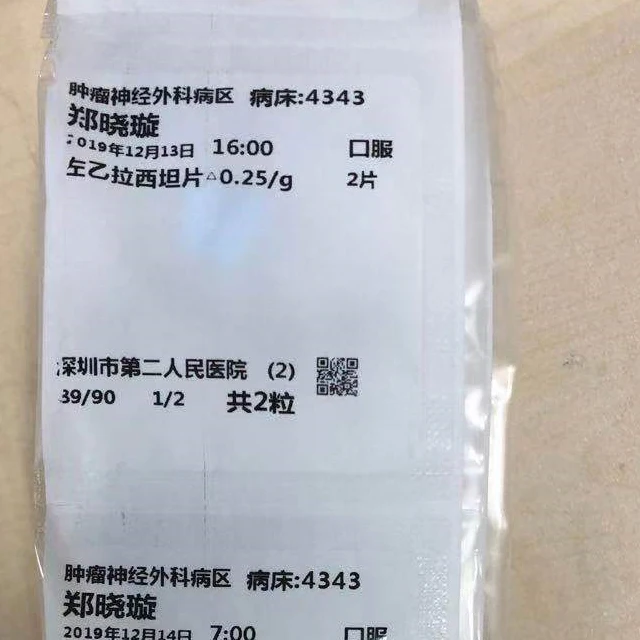 肿瘤神经外科病区 病床:4343
郑晓璇
2019年12月13日 16:00 口服
左乙拉西坦片△0.25/g 2片
深圳市第二人民医院 (2)
39/90 1/2 共2粒
肿瘤神经外科病区 病床:4343
郑晓璇
2019年12月14日 7:00 口服